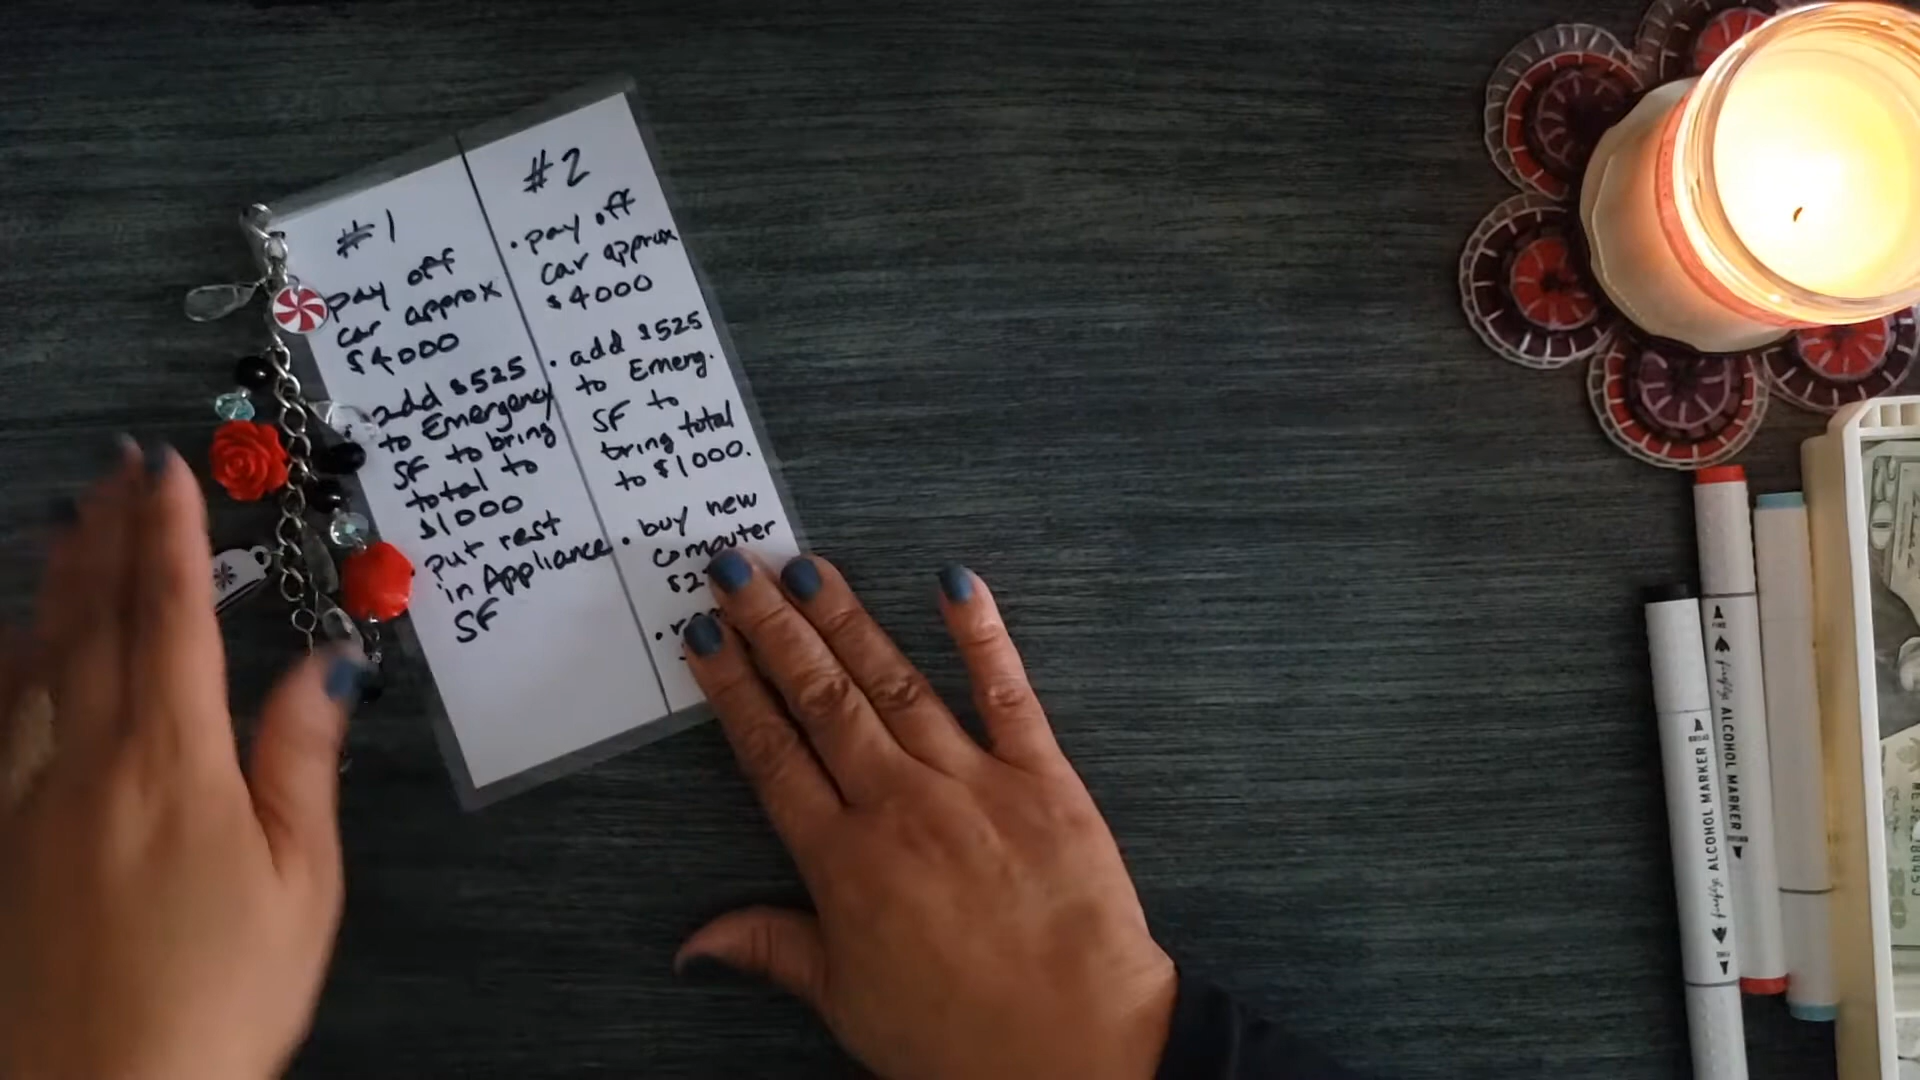 #1
pay off
car approx
$4000
add $525
to Emergency
SF to bring
total to
$1000
put rest
in Appliance
SF
#2
• pay off
car approx
$4000
• add $525
to Emerg.
SF to
bring total
to $1000.
• buy new
computer
ALCOHOL MARKER
ALCOHOL MARKER